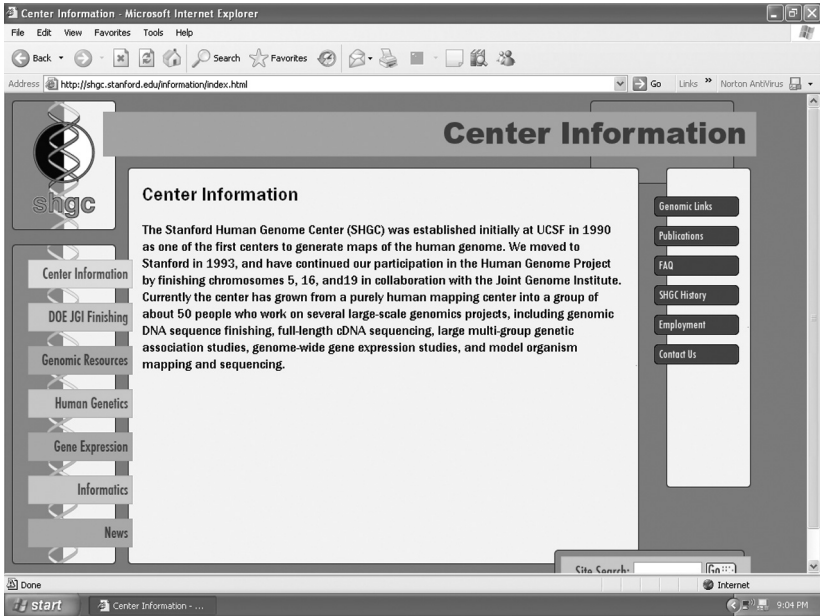 Center Information - Microsoft Internet Explorer
File Edit View Favorites Tools Help
Back Search Favorites
Address http://shgc.stanford.edu/information/index.html Go Links » Norton AntiVirus
Center Information
shgc
Center Information
DOE JGI Finishing
Genomic Resources
Human Genetics
Gene Expression
Informatics
News
Center Information
The Stanford Human Genome Center (SHGC) was established initially at UCSF in 1990
as one of the first centers to generate maps of the human genome. We moved to
Stanford in 1993, and have continued our participation in the Human Genome Project
by finishing chromosomes 5, 16, and19 in collaboration with the Joint Genome Institute.
Currently the center has grown from a purely human mapping center into a group of
about 50 people who work on several large-scale genomics projects, including genomic
DNA sequence finishing, full-length cDNA sequencing, large multi-group genetic
association studies, genome-wide gene expression studies, and model organism
mapping and sequencing.
Genomic Links
Publications
FAQ
SHGC History
Employment
Contact Us
Site Search: Go
Done Internet
start Center Information - ... 9:04 PM